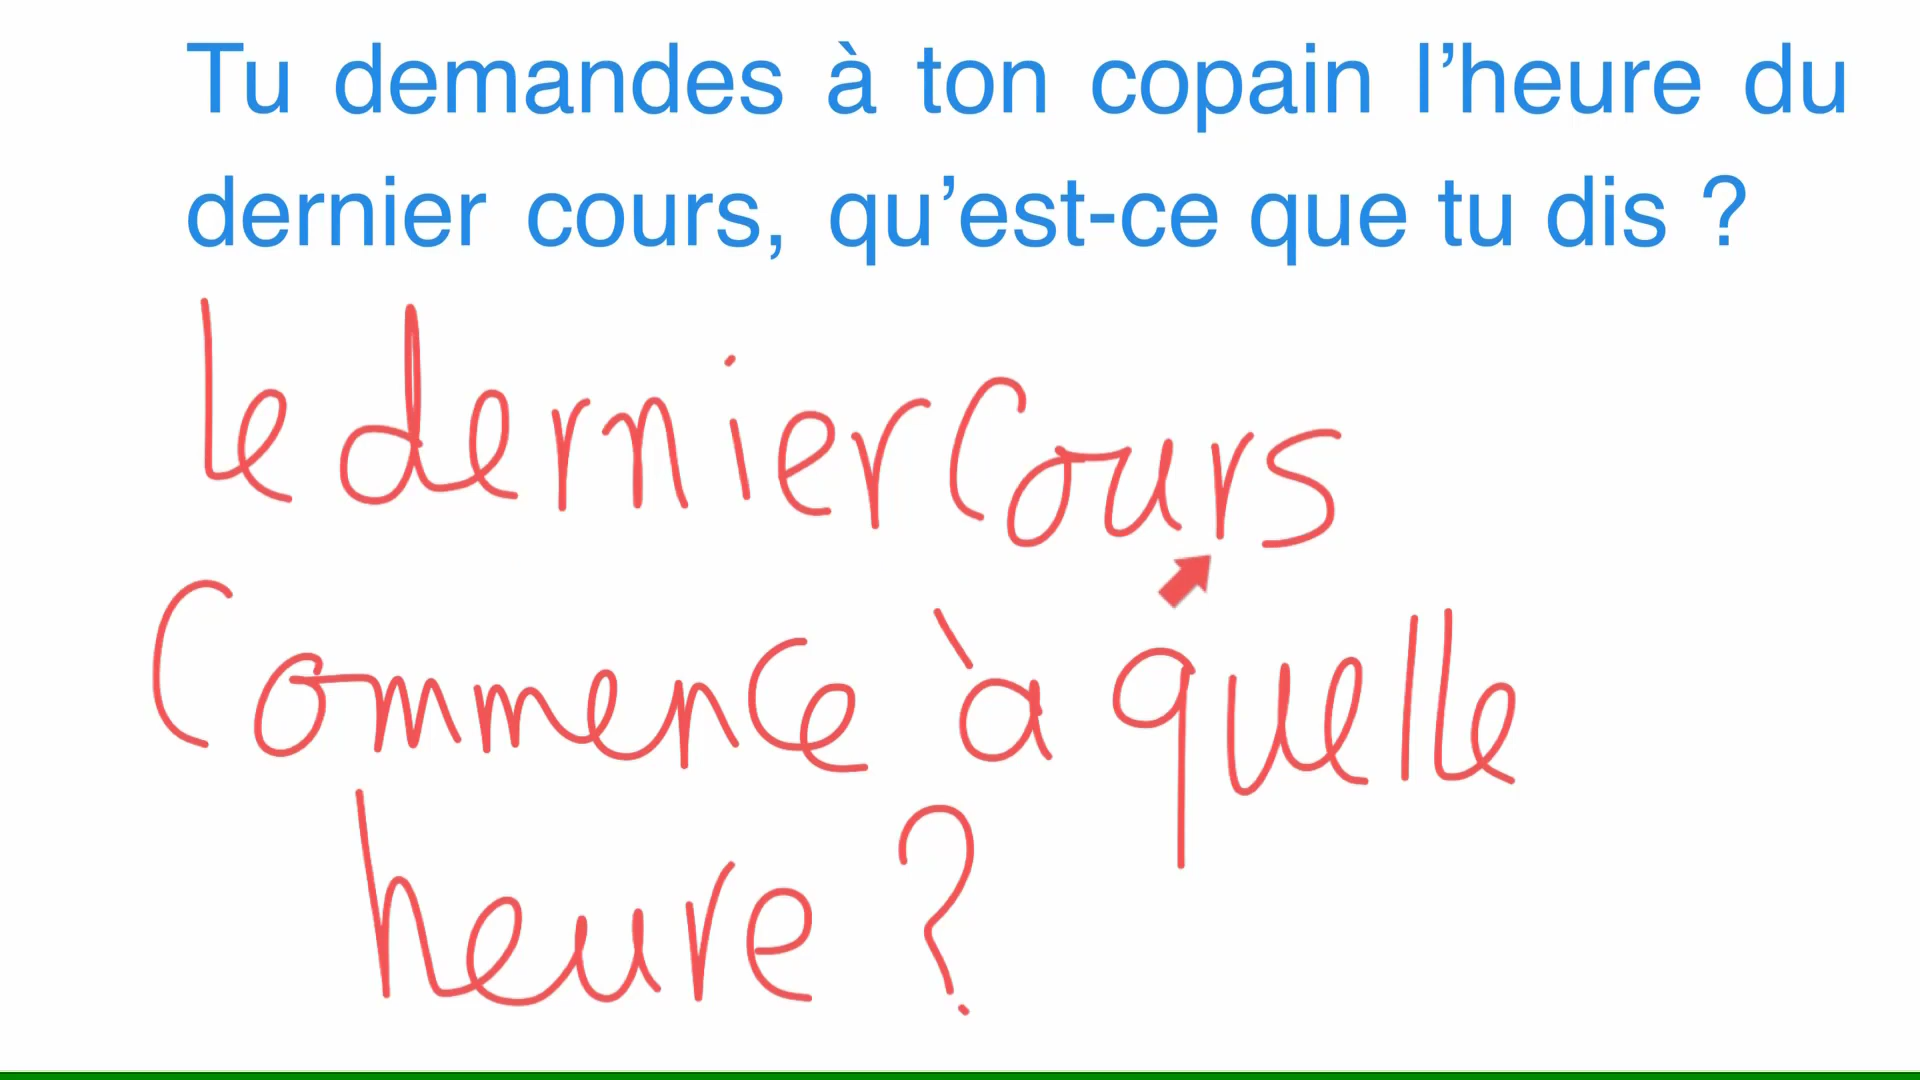 Tu demandes à ton copain l’heure du
dernier cours, qu’est-ce que tu dis ?
le dernier cours
Commence à quelle
heure ?